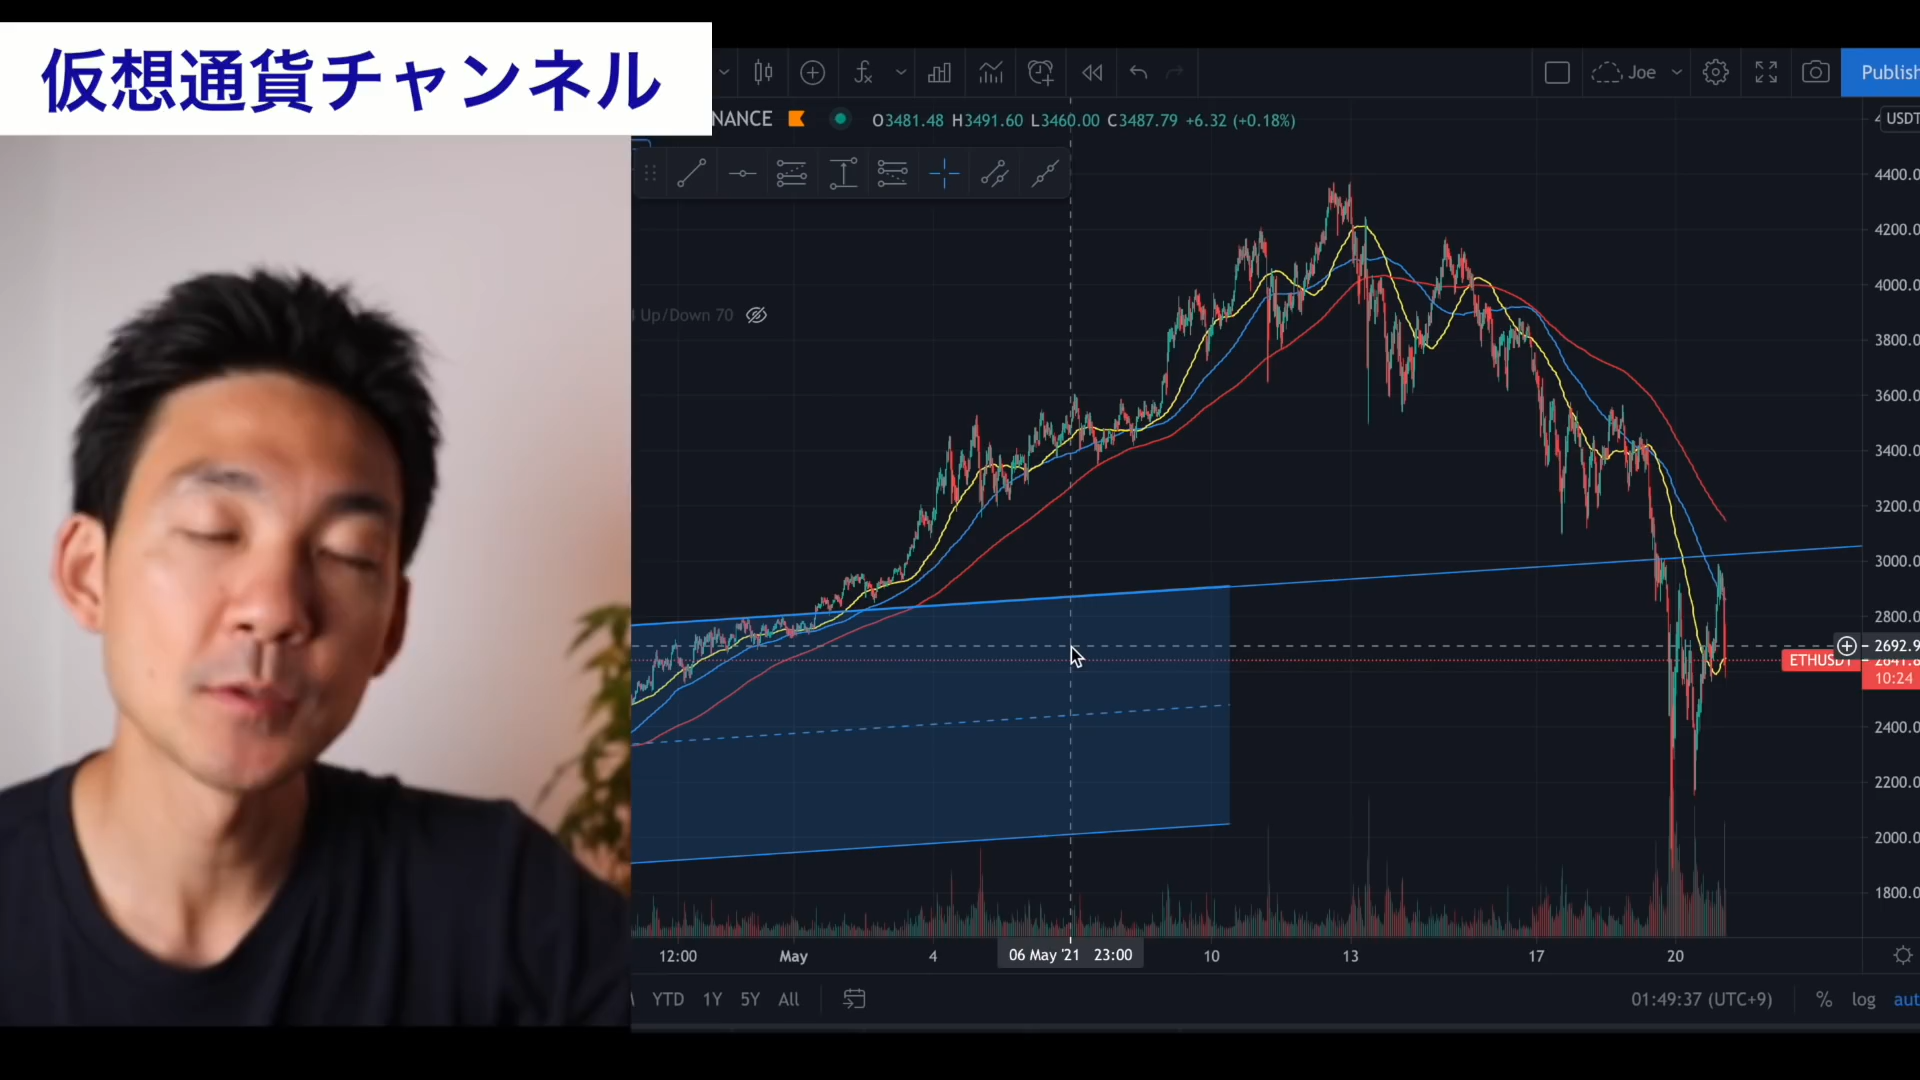 仮想通貨チャンネル
Joe
Publish
NANCE O3481.48 H3491.60 L3460.00 C3487.79 +6.32 (+0.18%)
USDT
Up/Down 70
4400.0
4200.0
4000.0
3800.0
3600.0
3400.0
3200.0
3000.0
2800.0
2692.9
ETHUSDT
10:24
2400.0
2200.0
2000.0
1800.0
12:00 May 4 06 May '21 23:00 10 13 17 20
YTD 1Y 5Y All 01:49:37 (UTC+9) % log aut